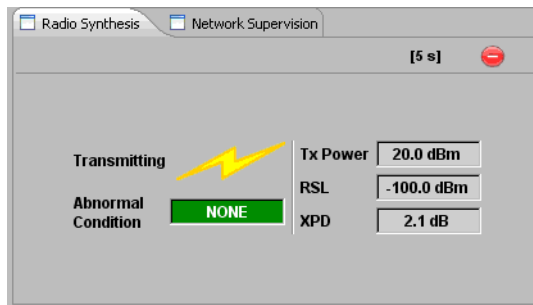 Radio Synthesis Network Supervision
[5 s]
Transmitting
Abnormal
Condition
NONE
Tx Power 20.0 dBm
RSL -100.0 dBm
XPD 2.1 dB